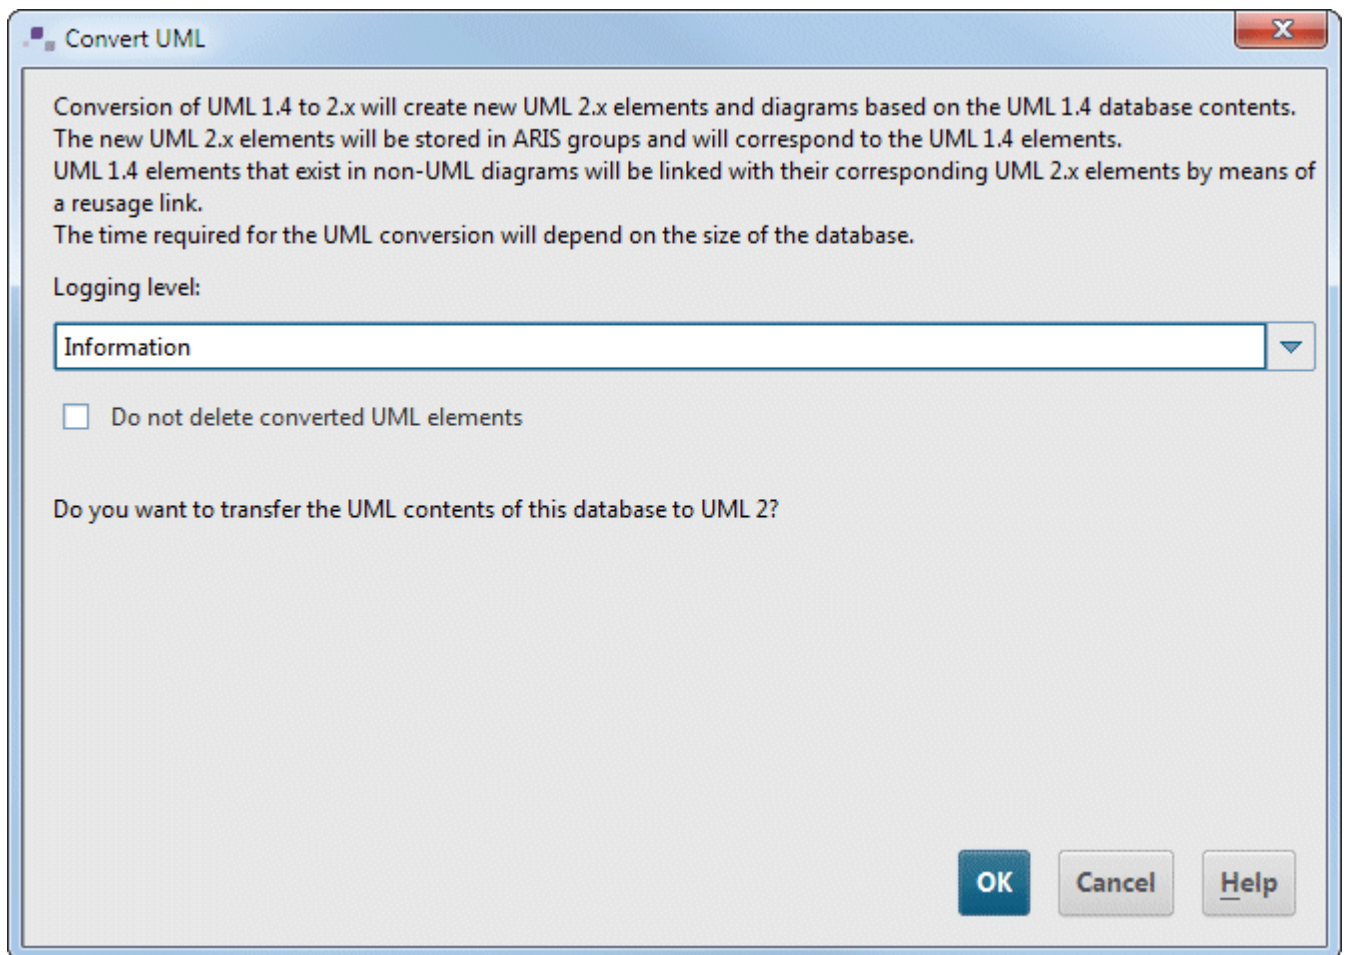 Convert UML
Conversion of UML 1.4 to 2.x will create new UML 2.x elements and diagrams based on the UML 1.4 database contents.
The new UML 2.x elements will be stored in ARIS groups and will correspond to the UML 1.4 elements.
UML 1.4 elements that exist in non-UML diagrams will be linked with their corresponding UML 2.x elements by means of
a reusage link.
The time required for the UML conversion will depend on the size of the database.
Logging level:
Information
Do not delete converted UML elements
Do you want to transfer the UML contents of this database to UML 2?
OK Cancel Help